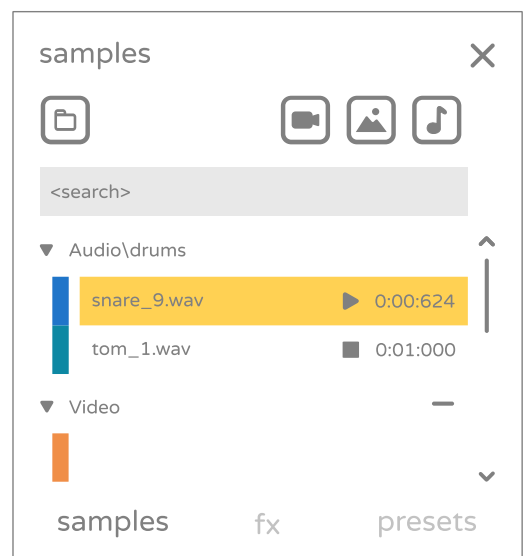 samples
<search>
Audio\drums
snare_9.wav 0:00:624
tom_1.wav 0:01:000
Video
samples fx presets